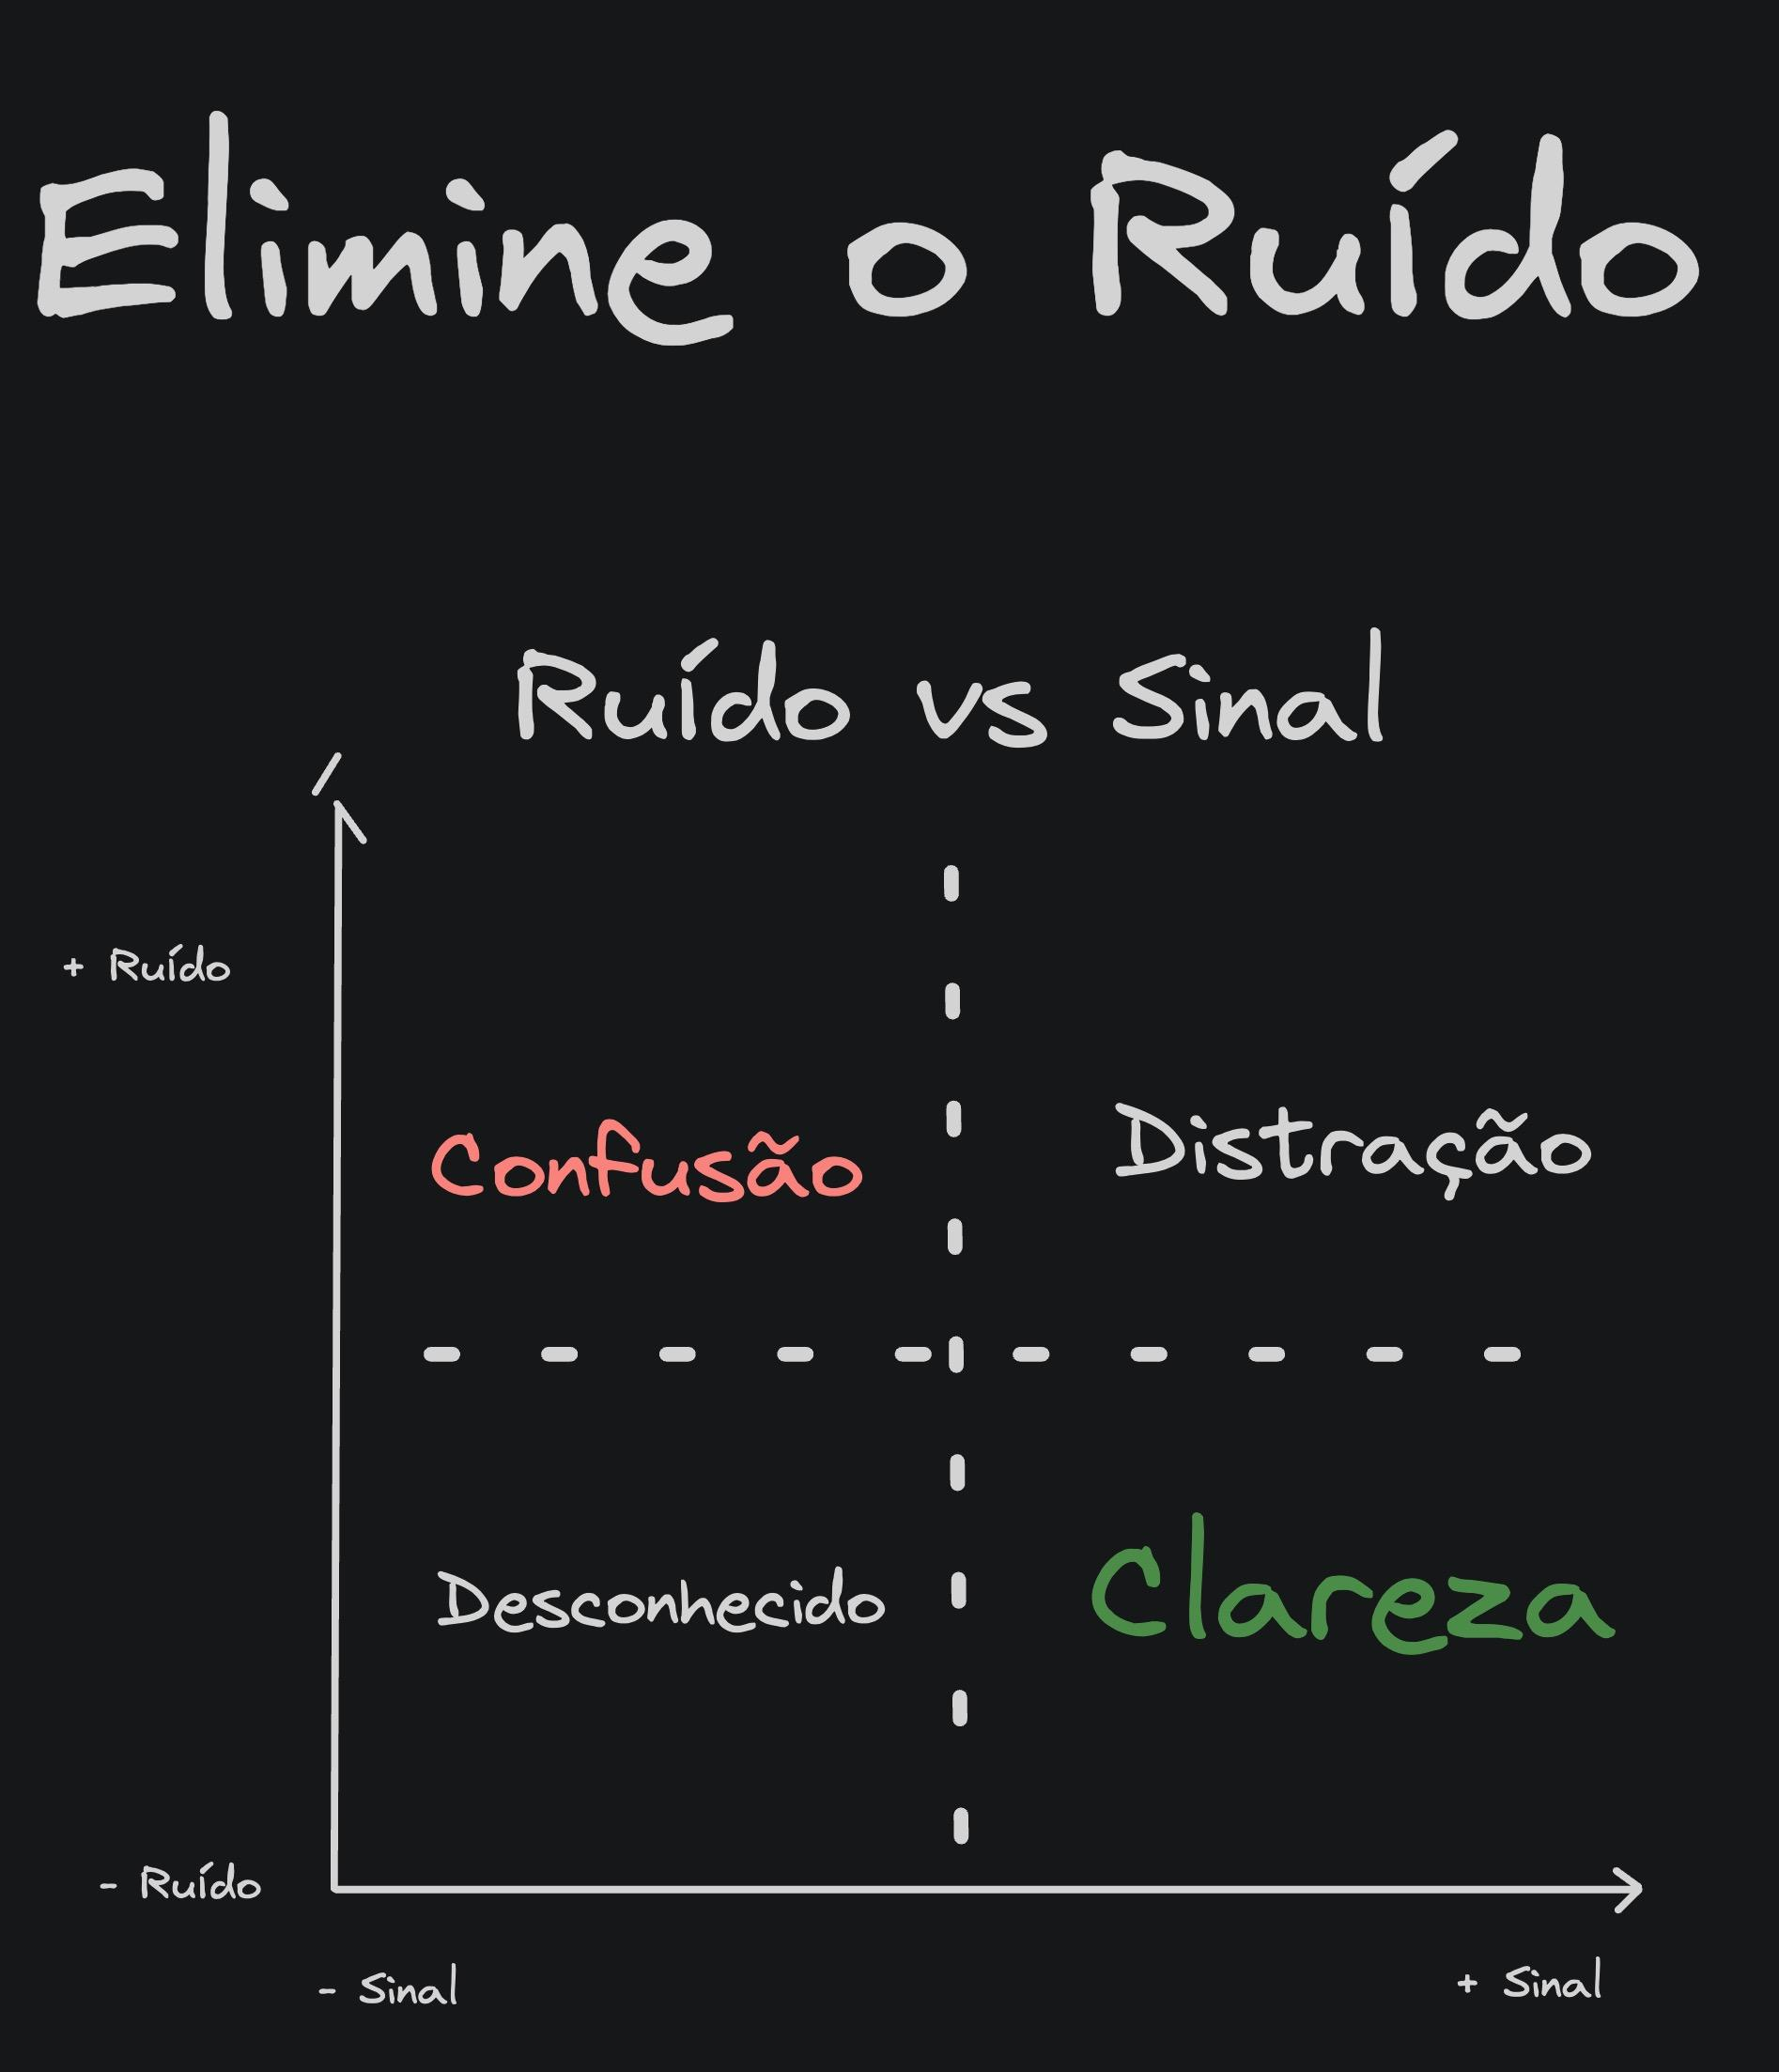 Elimine o Ruído
Ruído vs Sinal
+ Ruído
Confusão
Distração
Desconhecido
Clareza
- Ruído
- Sinal
+ Sinal